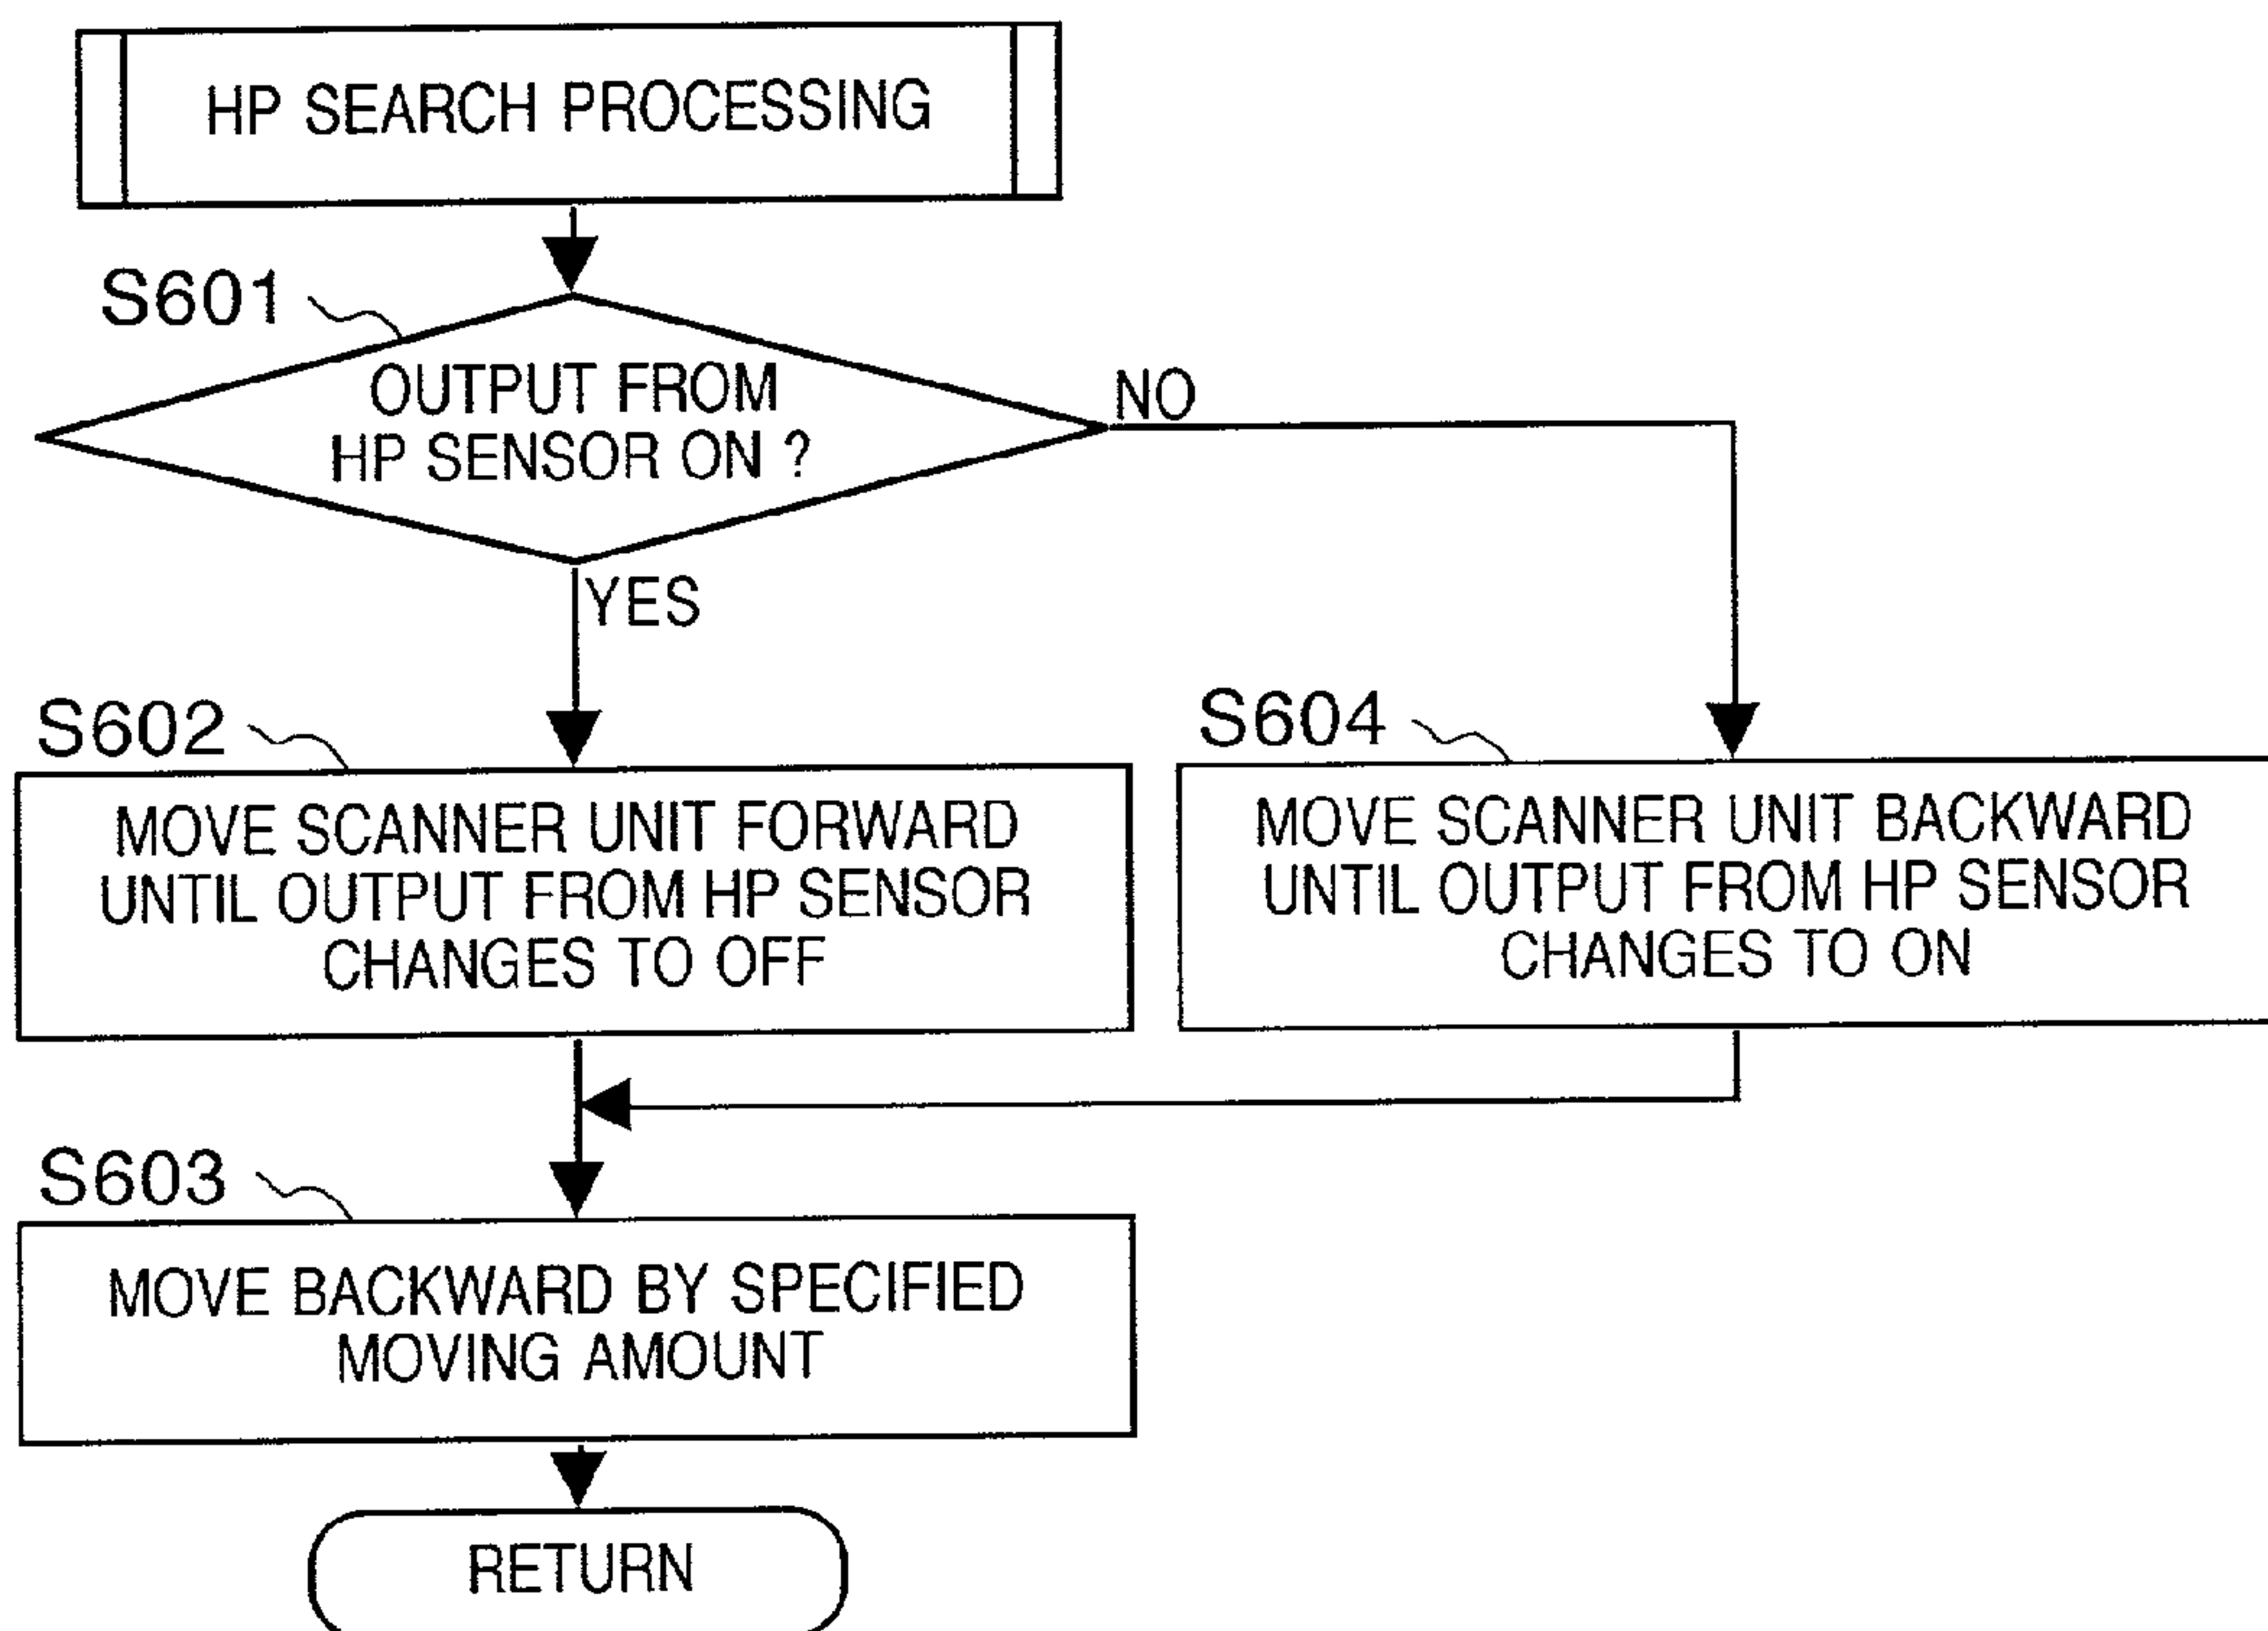 HP SEARCH PROCESSING
S601
OUTPUT FROM
HP SENSOR ON ?
NO
YES
S602
MOVE SCANNER UNIT FORWARD
UNTIL OUTPUT FROM HP SENSOR
CHANGES TO OFF
S604
MOVE SCANNER UNIT BACKWARD
UNTIL OUTPUT FROM HP SENSOR
CHANGES TO ON
S603
MOVE BACKWARD BY SPECIFIED
MOVING AMOUNT
RETURN